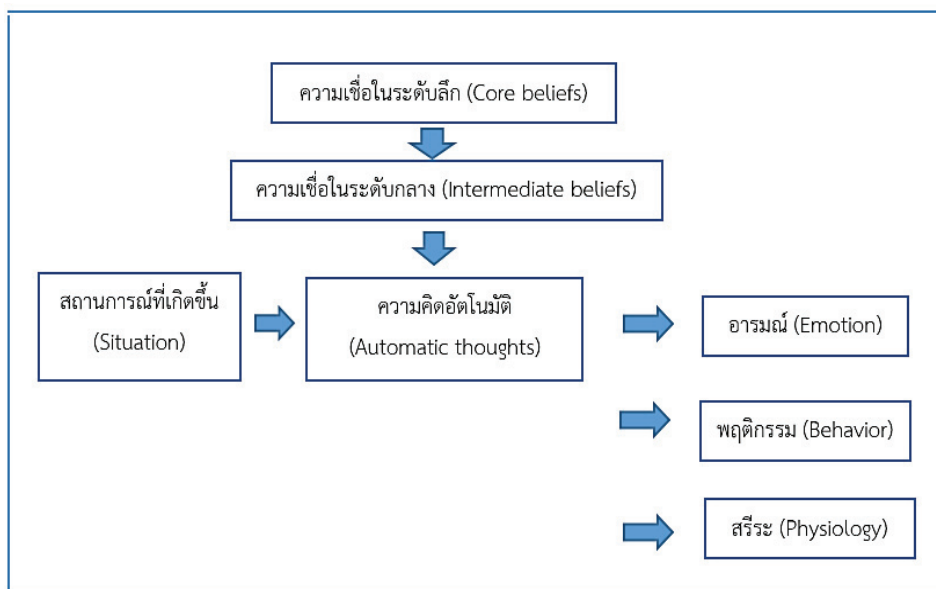 ความเชื่อในระดับลึก (Core beliefs)
ความเชื่อในระดับกลาง (Intermediate beliefs)
สถานการณ์ที่เกิดขึ้น
(Situation)
ความคิดอัตโนมัติ
(Automatic thoughts)
อารมณ์ (Emotion)
พฤติกรรม (Behavior)
สรีระ (Physiology)